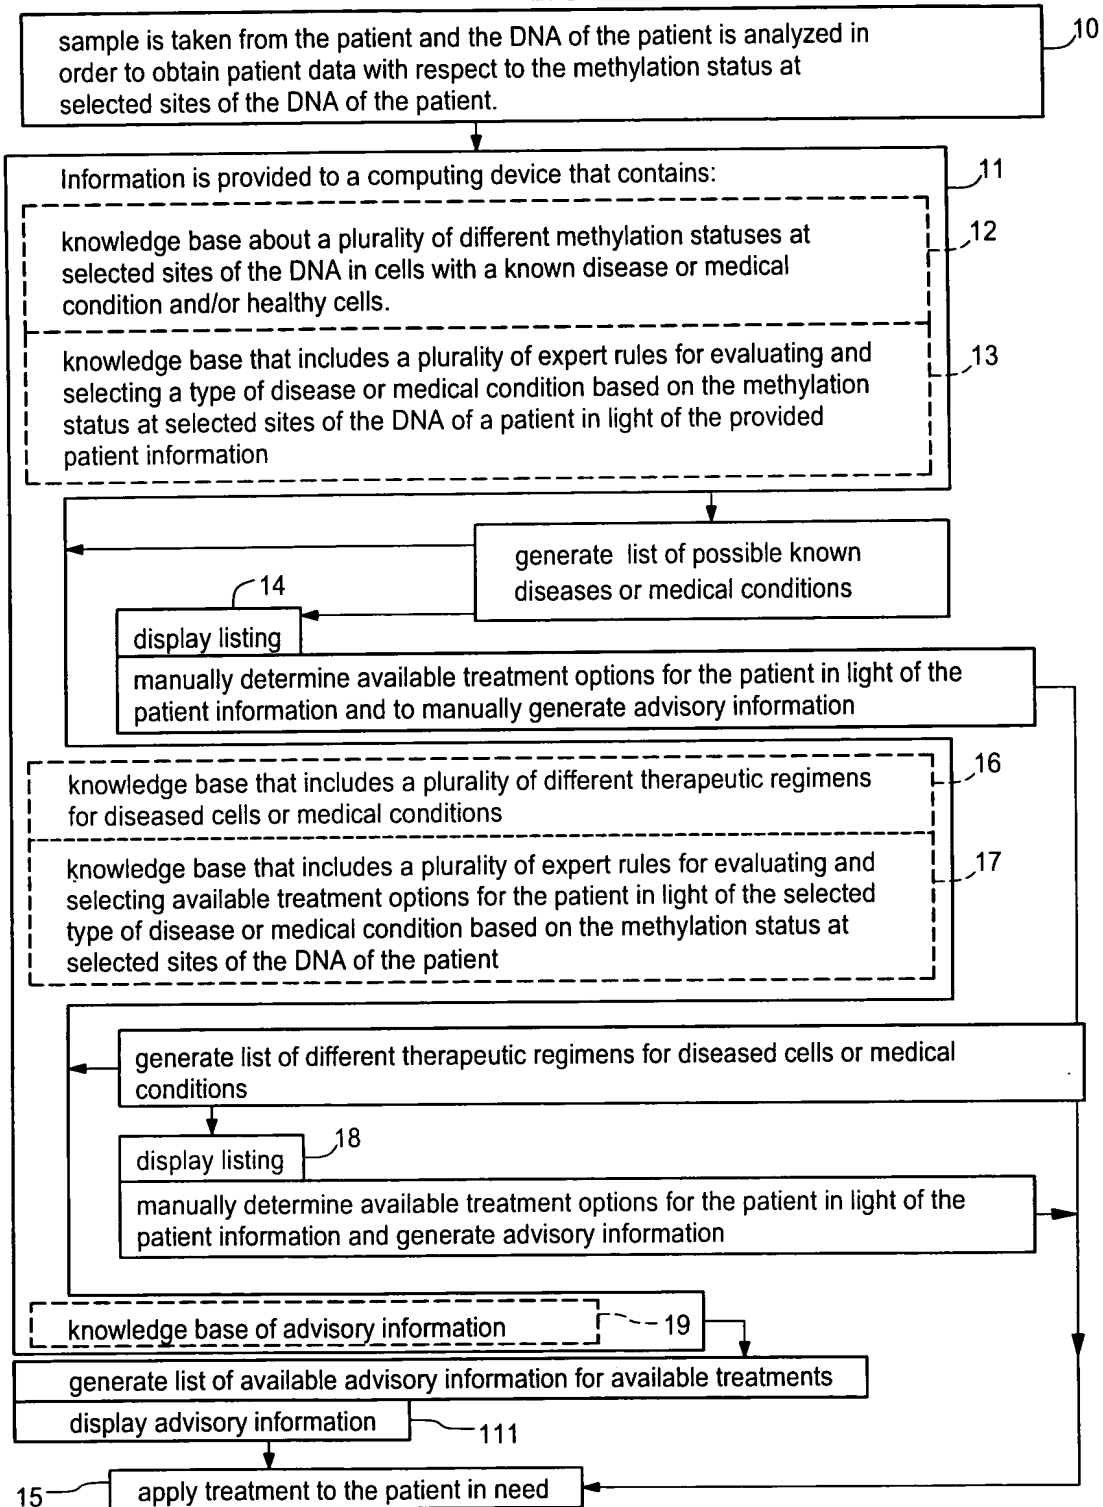 sample is taken from the patient and the DNA of the patient is analyzed in
order to obtain patient data with respect to the methylation status at
selected sites of the DNA of the patient.
10
Information is provided to a computing device that contains:
11
knowledge base about a plurality of different methylation statuses at
selected sites of the DNA in cells with a known disease or medical
condition and/or healthy cells.
12
knowledge base that includes a plurality of expert rules for evaluating and
selecting a type of disease or medical condition based on the methylation
status at selected sites of the DNA of a patient in light of the provided
patient information
13
generate list of possible known
diseases or medical conditions
14
display listing
manually determine available treatment options for the patient in light of the
patient information and to manually generate advisory information
knowledge base that includes a plurality of different therapeutic regimens
for diseased cells or medical conditions
16
knowledge base that includes a plurality of expert rules for evaluating and
selecting available treatment options for the patient in light of the selected
type of disease or medical condition based on the methylation status at
selected sites of the DNA of the patient
17
generate list of different therapeutic regimens for diseased cells or medical
conditions
display listing
18
manually determine available treatment options for the patient in light of the
patient information and generate advisory information
knowledge base of advisory information
19
generate list of available advisory information for available treatments
display advisory information
111
15
apply treatment to the patient in need